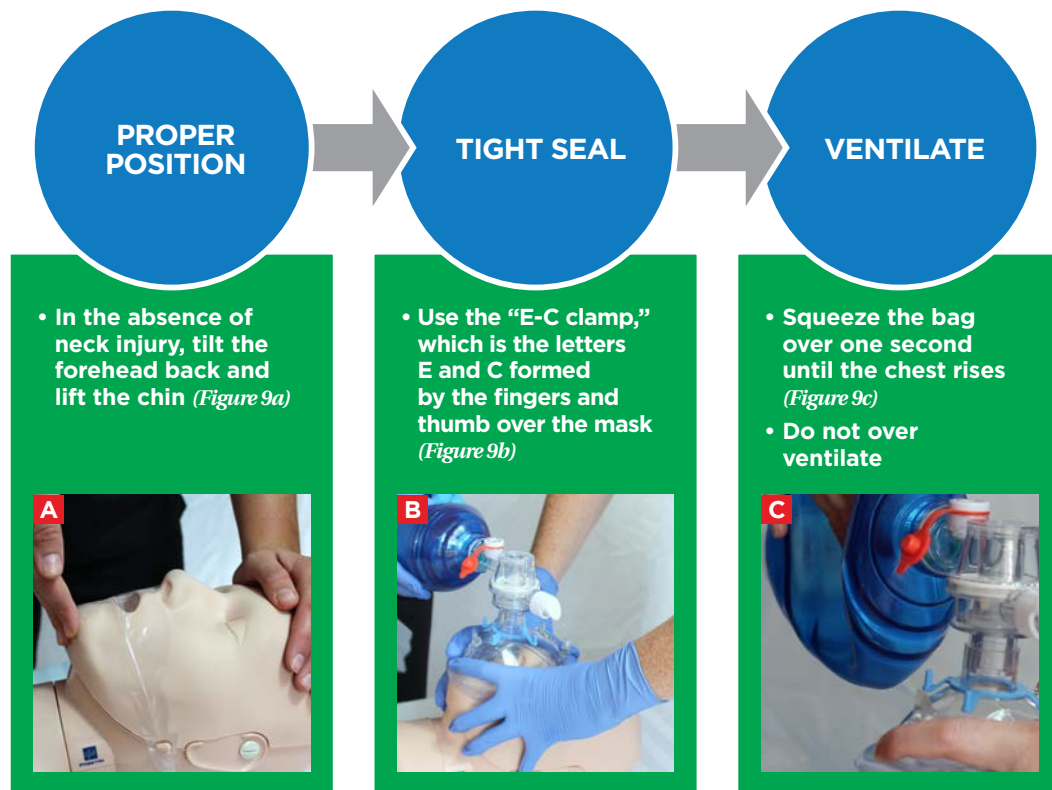 PROPER
POSITION
TIGHT SEAL
VENTILATE
• In the absence of
neck injury, tilt the
forehead back and
lift the chin (Figure 9a)
• Use the “E-C clamp,”
which is the letters
E and C formed
by the fingers and
thumb over the mask
(Figure 9b)
• Squeeze the bag
over one second
until the chest rises
(Figure 9c)
• Do not over
ventilate
A
B
C